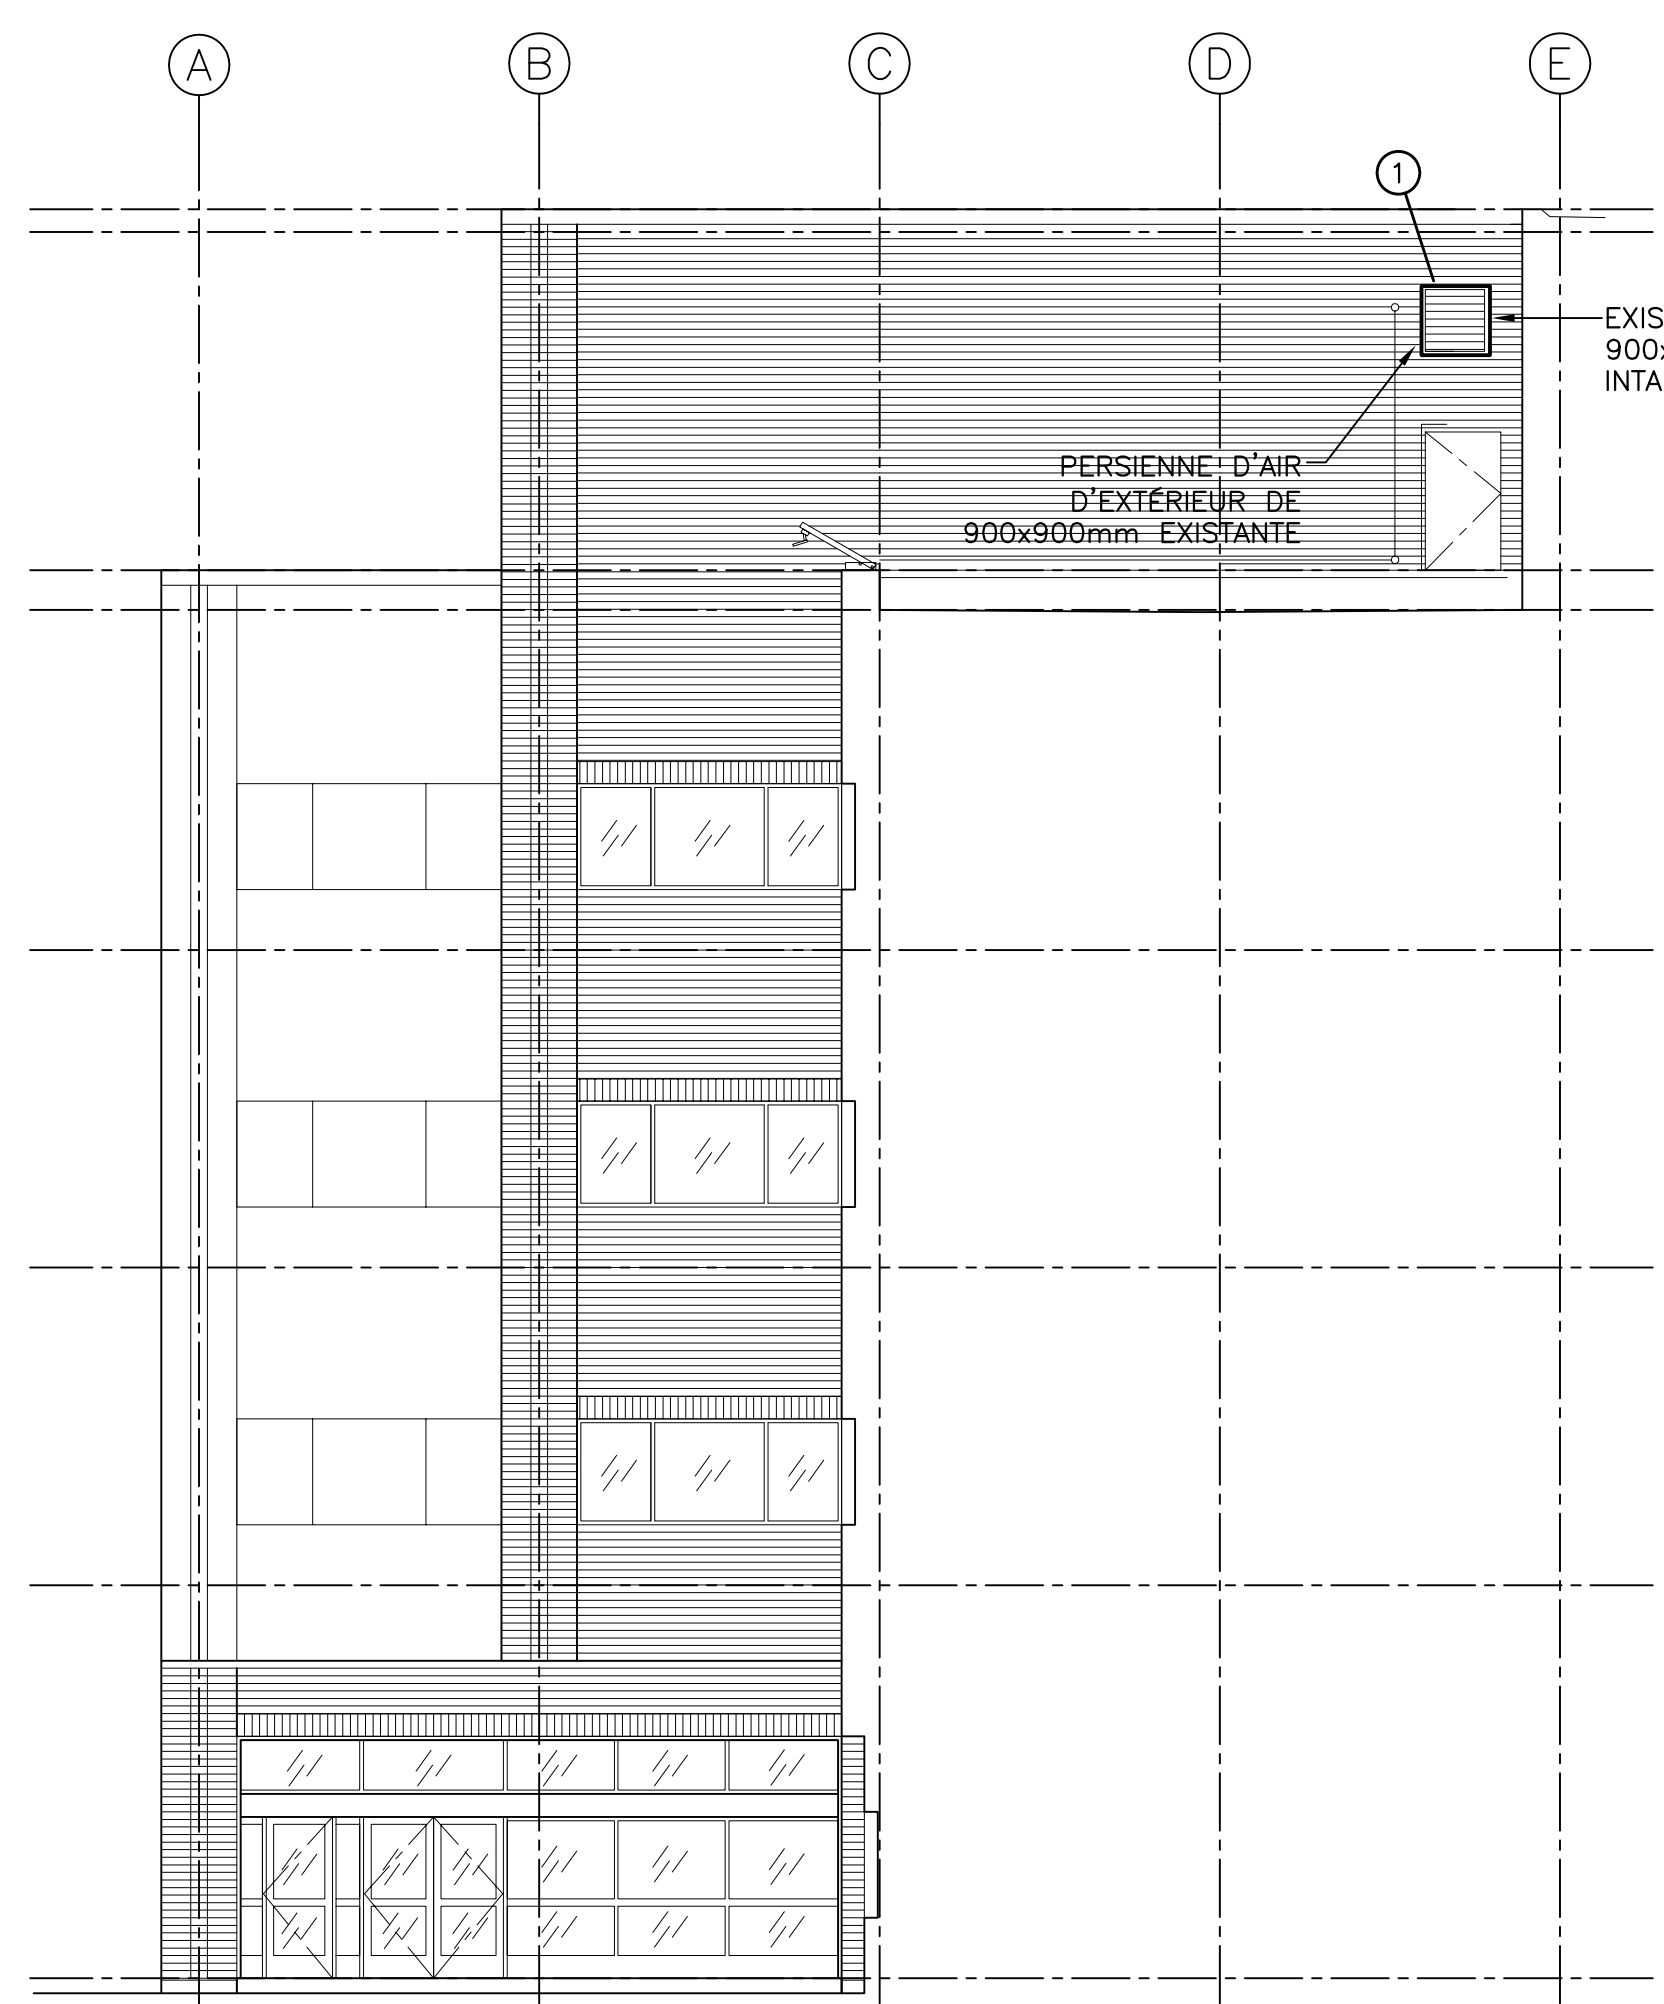 A
B
C
D
E
1
EXIS
900x
INTA
PERSIENNE D'AIR
D'EXTÉRIEUR DE
900x900mm EXISTANTE